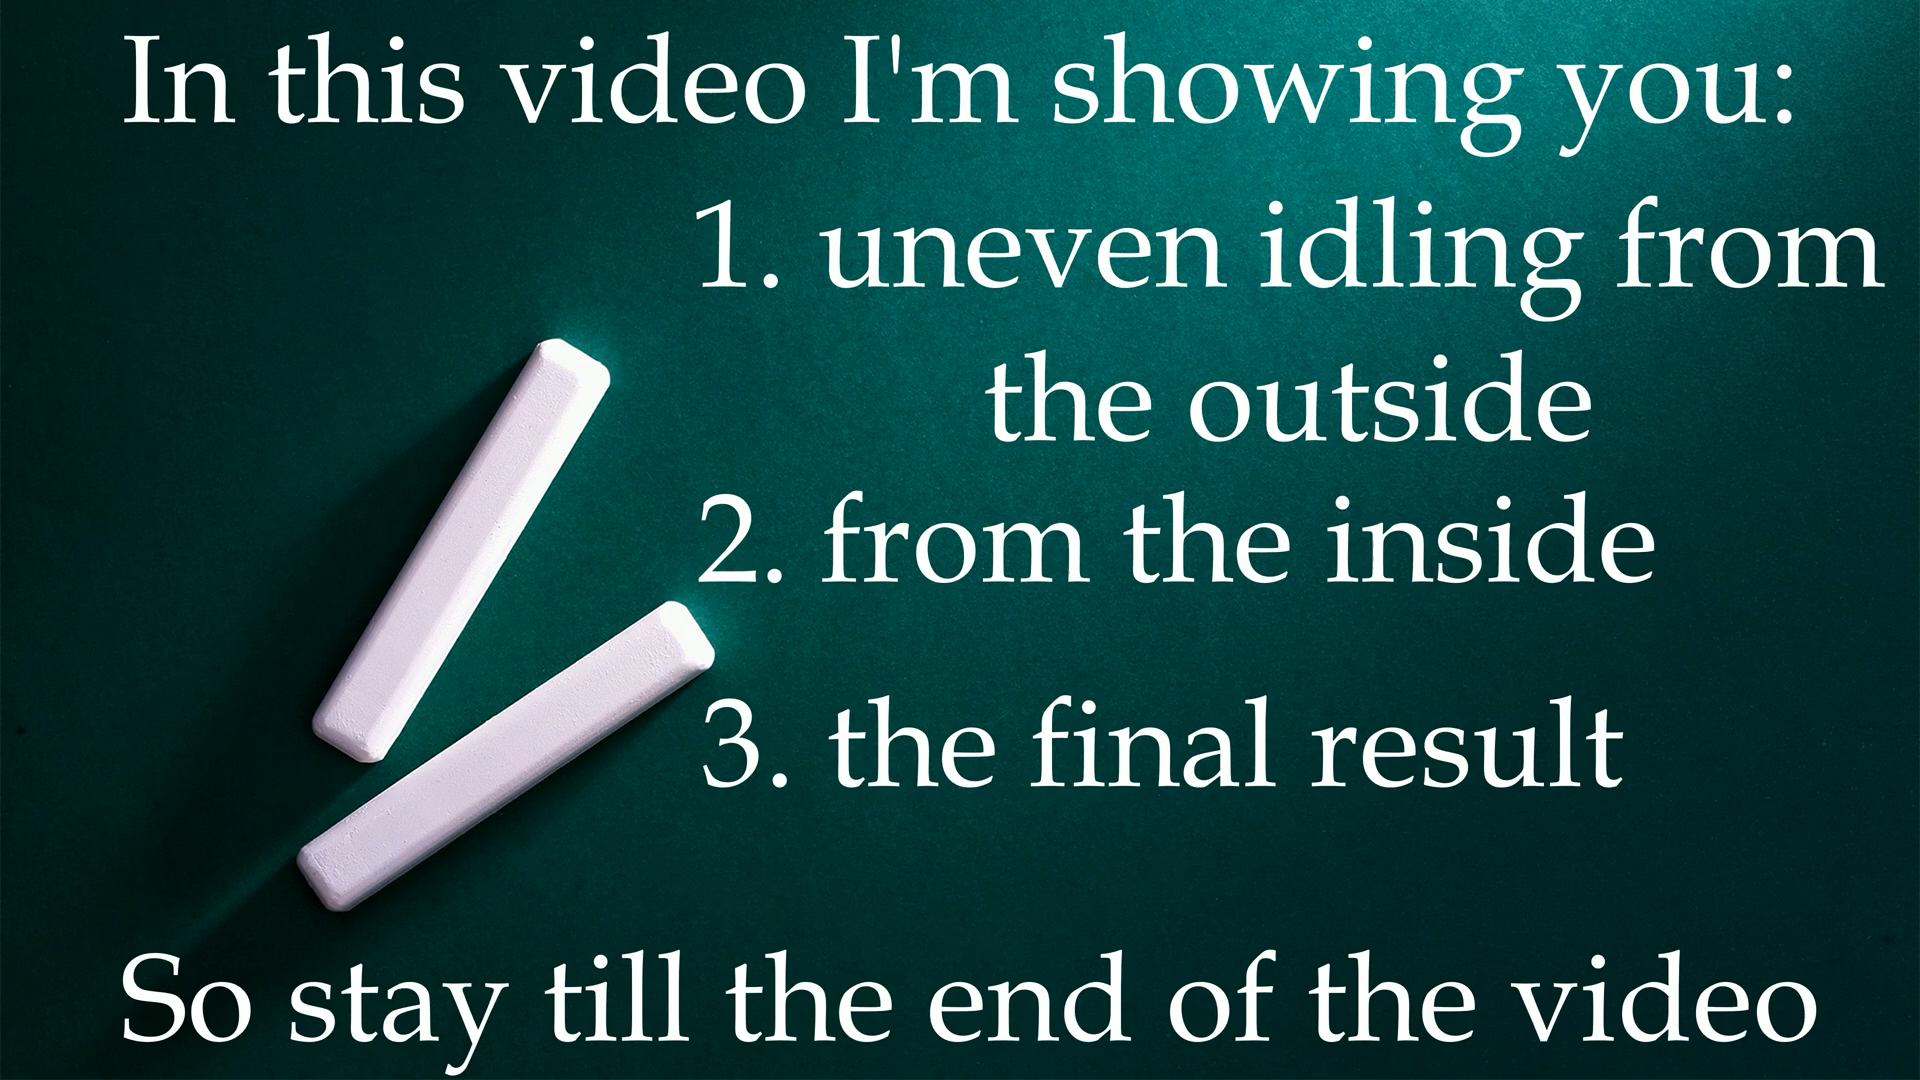 In this video I'm showing you:
1. uneven idling from
the outside
2. from the inside
3. the final result
So stay till the end of the video